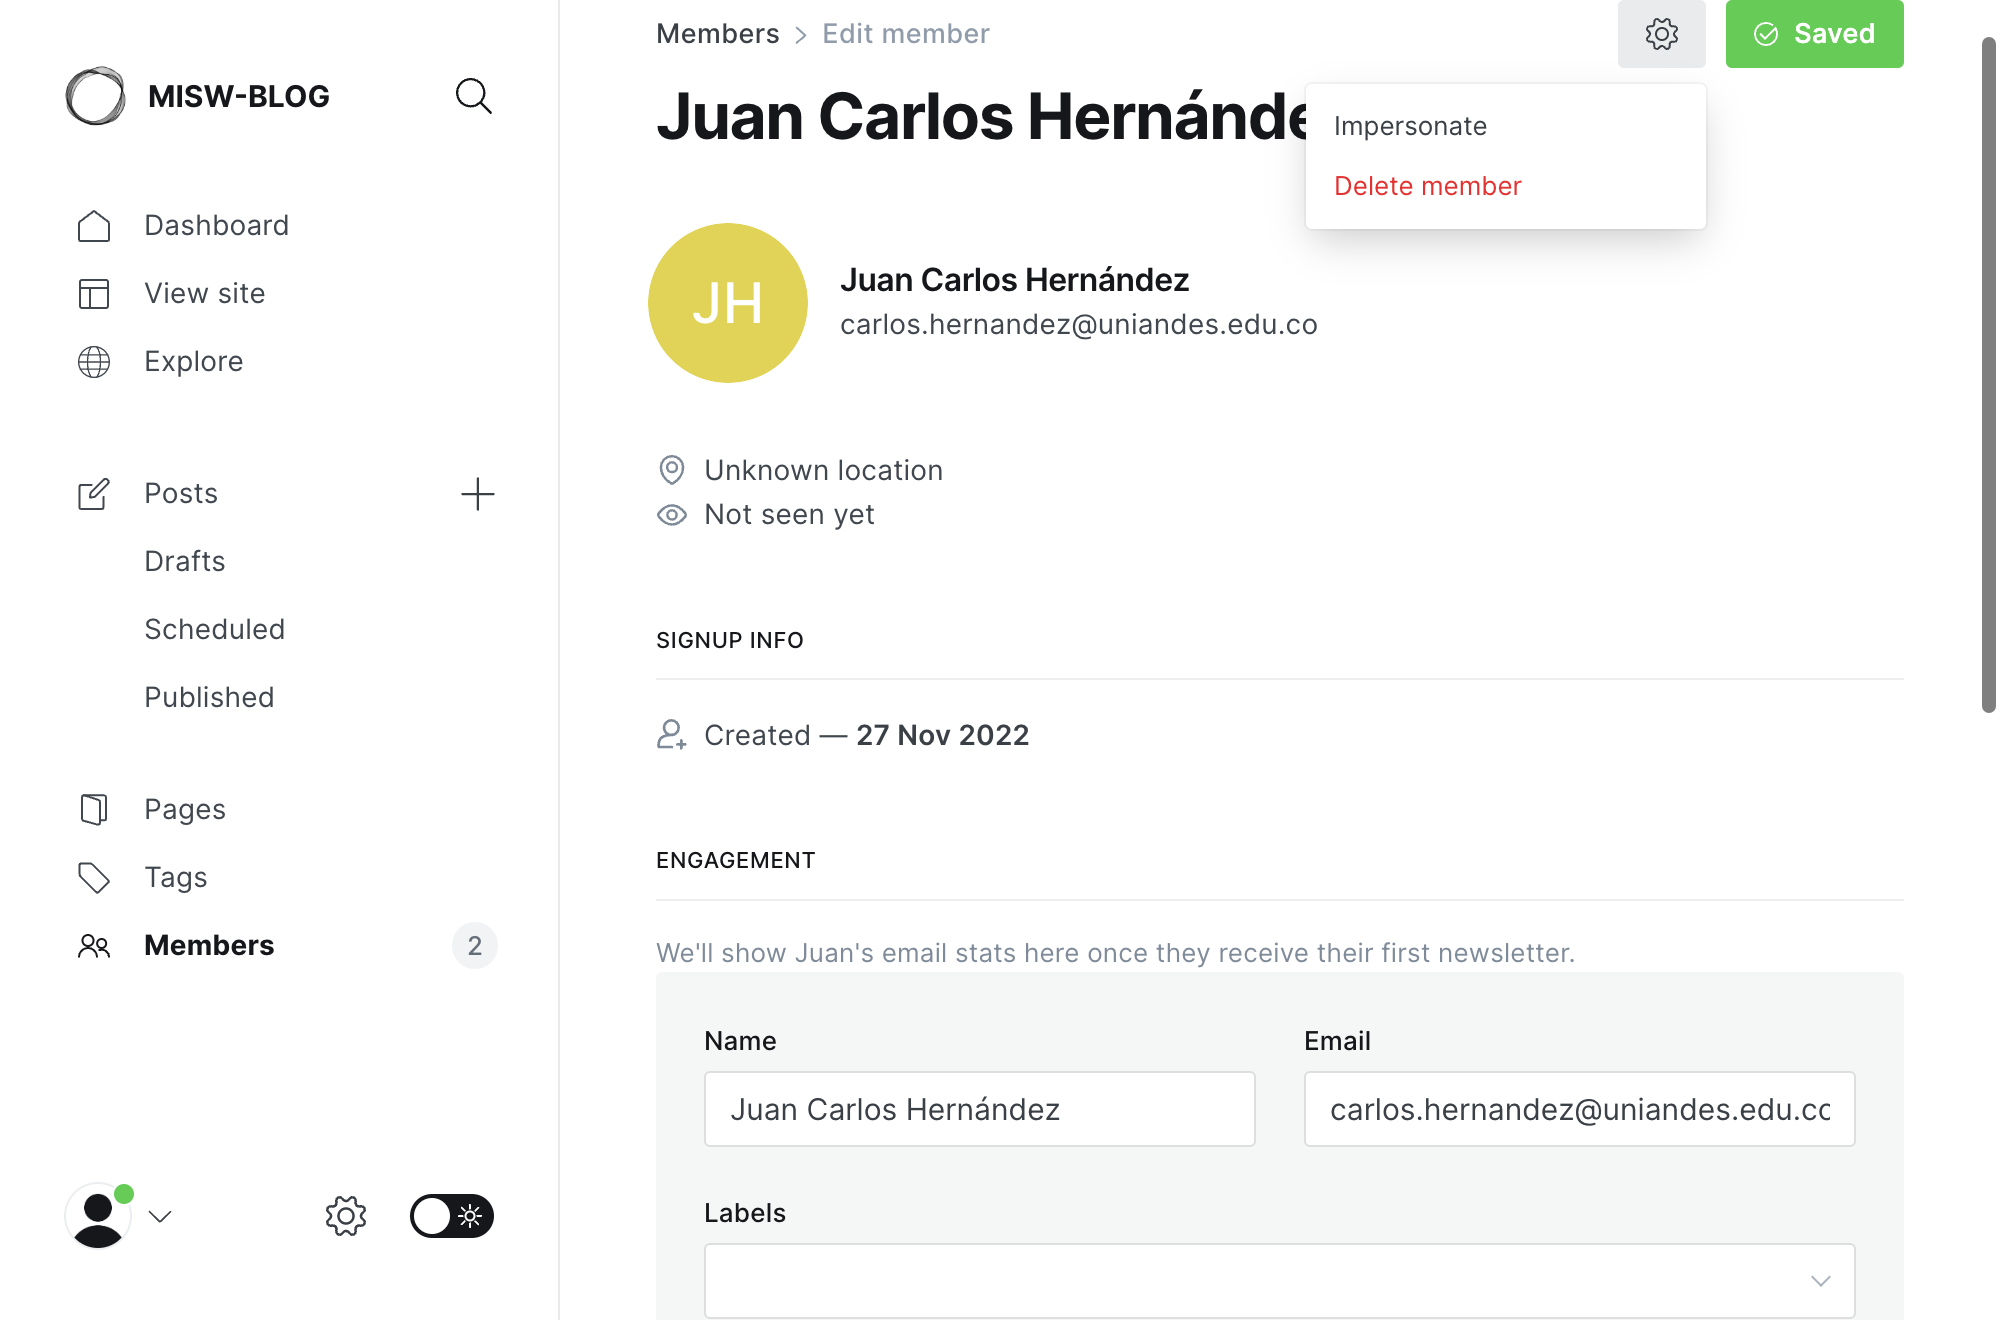 MISW-BLOG
Dashboard
View site
Explore
Posts
Drafts
Scheduled
Published
Pages
Tags
Members
2
Members > Edit member
Saved
Juan Carlos Hernánde
Impersonate
Delete member
JH
Juan Carlos Hernández
carlos.hernandez@uniandes.edu.co
Unknown location
Not seen yet
SIGNUP INFO
Created — 27 Nov 2022
ENGAGEMENT
We'll show Juan's email stats here once they receive their first newsletter.
Name
Email
Juan Carlos Hernández
carlos.hernandez@uniandes.edu.co
Labels